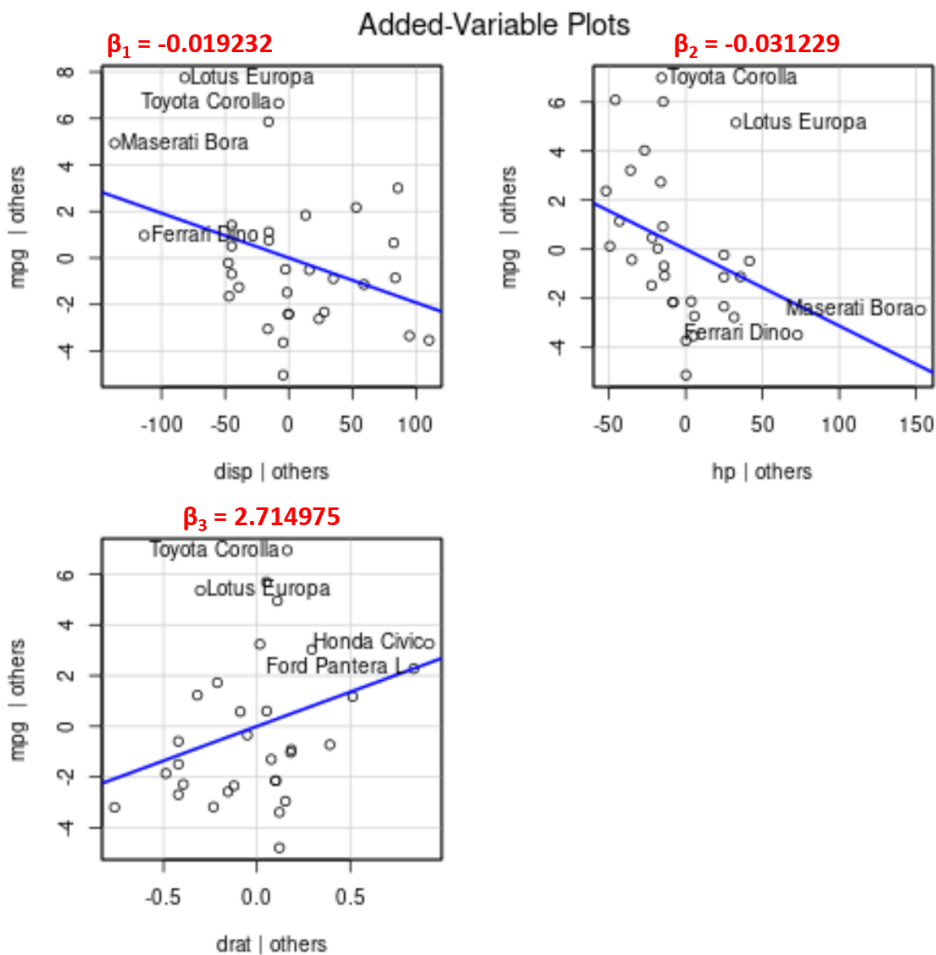 Added-Variable Plots
β1 = -0.019232
mpg | others
8
6
4
2
0
-2
-4
Lotus Europa
Toyota Corolla
Maserati Bora
Ferrari Dino
-100 -50 0 50 100
disp | others
β2 = -0.031229
mpg | others
6
4
2
0
-2
-4
Toyota Corolla
Lotus Europa
Maserati Bora
Ferrari Dino
-50 0 50 100 150
hp | others
β3 = 2.714975
mpg | others
6
4
2
0
-2
-4
Toyota Corolla
Lotus Europa
Honda Civic
Ford Pantera L
-0.5 0.0 0.5
drat | others